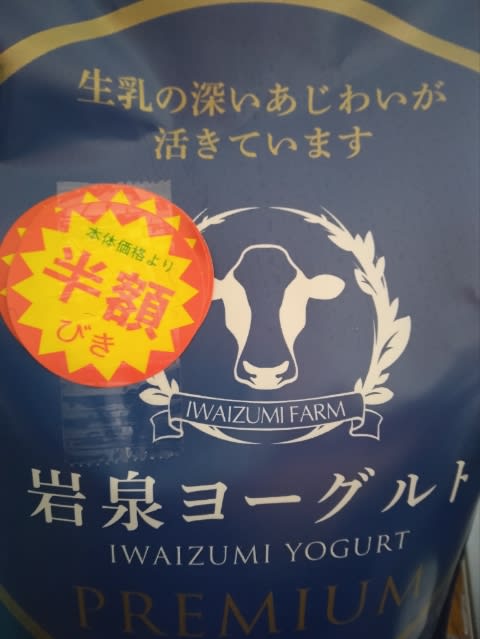 生乳の深いあじわいが
活きています
本体価格より
半額
びき
IWAIZUMI FARM
岩泉ヨーグルト
IWAIZUMI YOGURT
PREMIUM